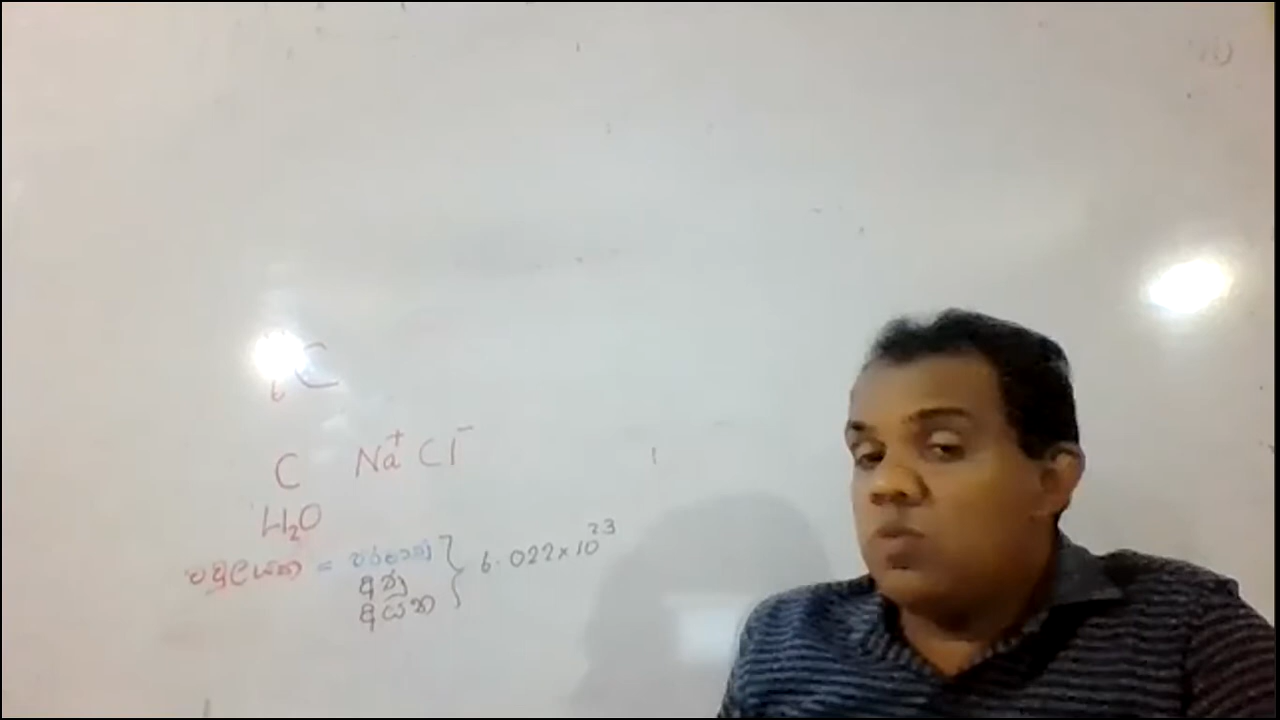 C
C Na⁺ Cl⁻
H₂O
මවුලයක = පරමාණු } 6.022×10²³
අණු
අයන